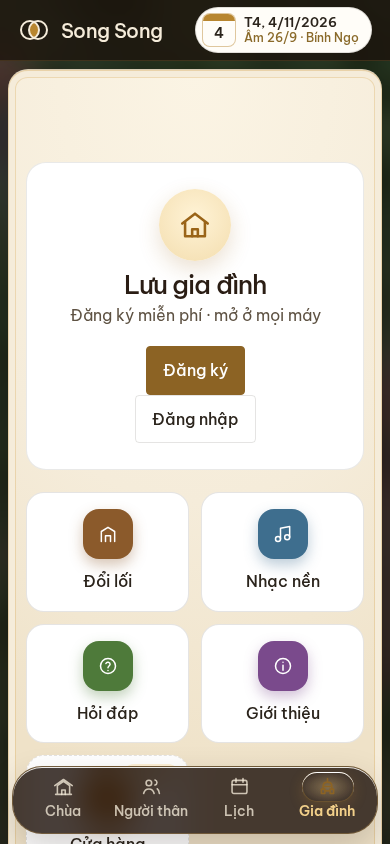 Song Song
4
T4, 4/11/2026
Âm 26/9 · Bính Ngọ
Lưu gia đình
Đăng ký miễn phí · mở ở mọi máy
Đăng ký
Đăng nhập
Đổi lối
Nhạc nền
Hỏi đáp
Giới thiệu
Cửa hàng
Chùa
Người thân
Lịch
Gia đình